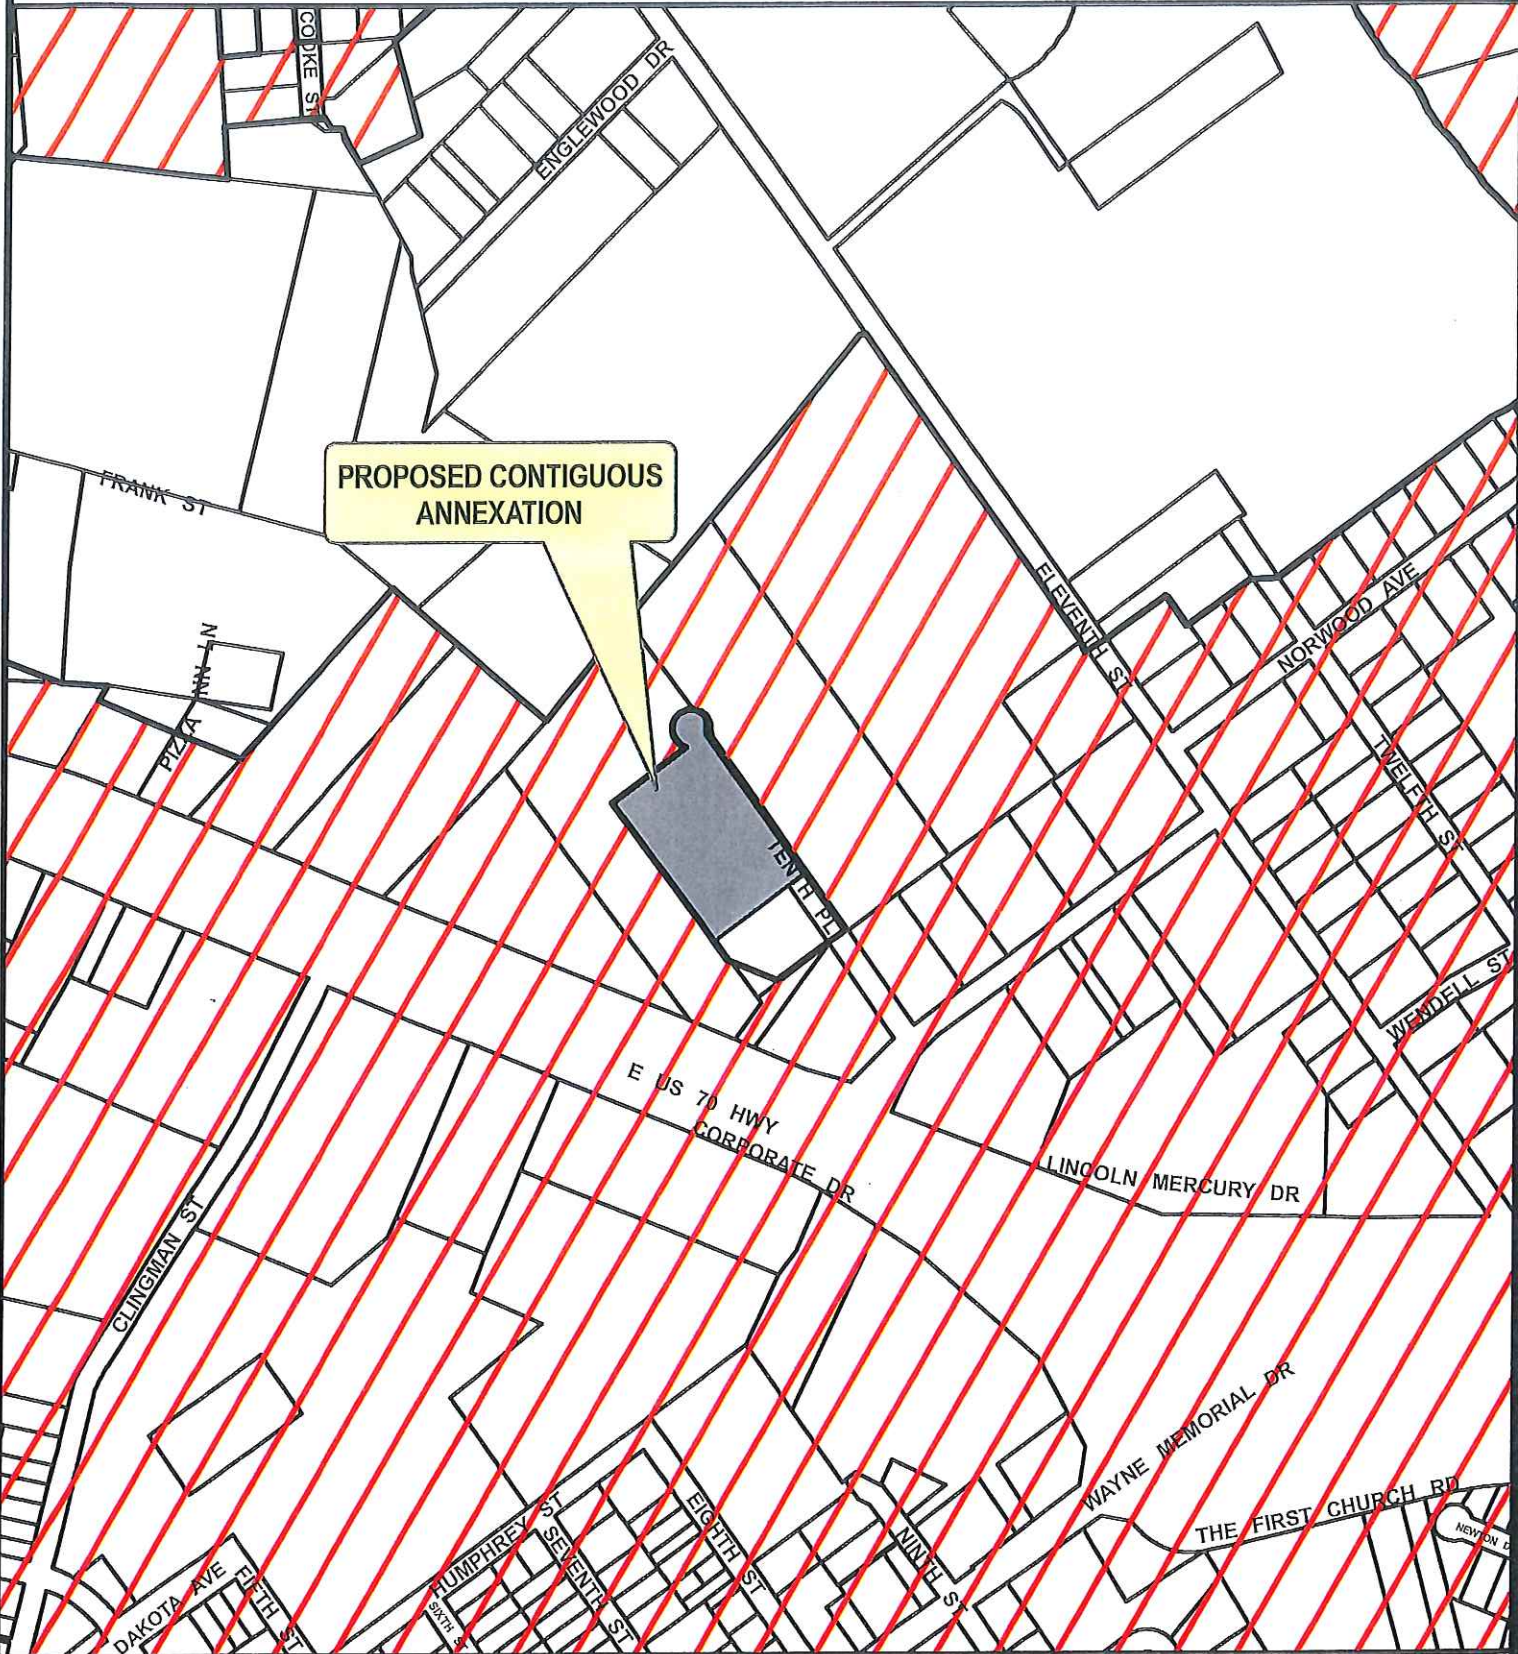 COOKE ST
ENGLEWOOD DR
PROPOSED CONTIGUOUS
ANNEXATION
FRANK ST
ELEVENTH ST
NORWOOD AVE
NN LN
PIZZA
TWELFTH ST
TENTH PL
WENDELL ST
E US 70 HWY
CORPORATE DR
LINCOLN MERCURY DR
CLINGMAN ST
WAYNE MEMORIAL DR
THE FIRST CHURCH RD
NEWTON D
HUMPHREY ST
EIGHTH ST
NINTH ST
SEVENTH ST
SIXTH ST
DAKOTA AVE
FIFTH ST